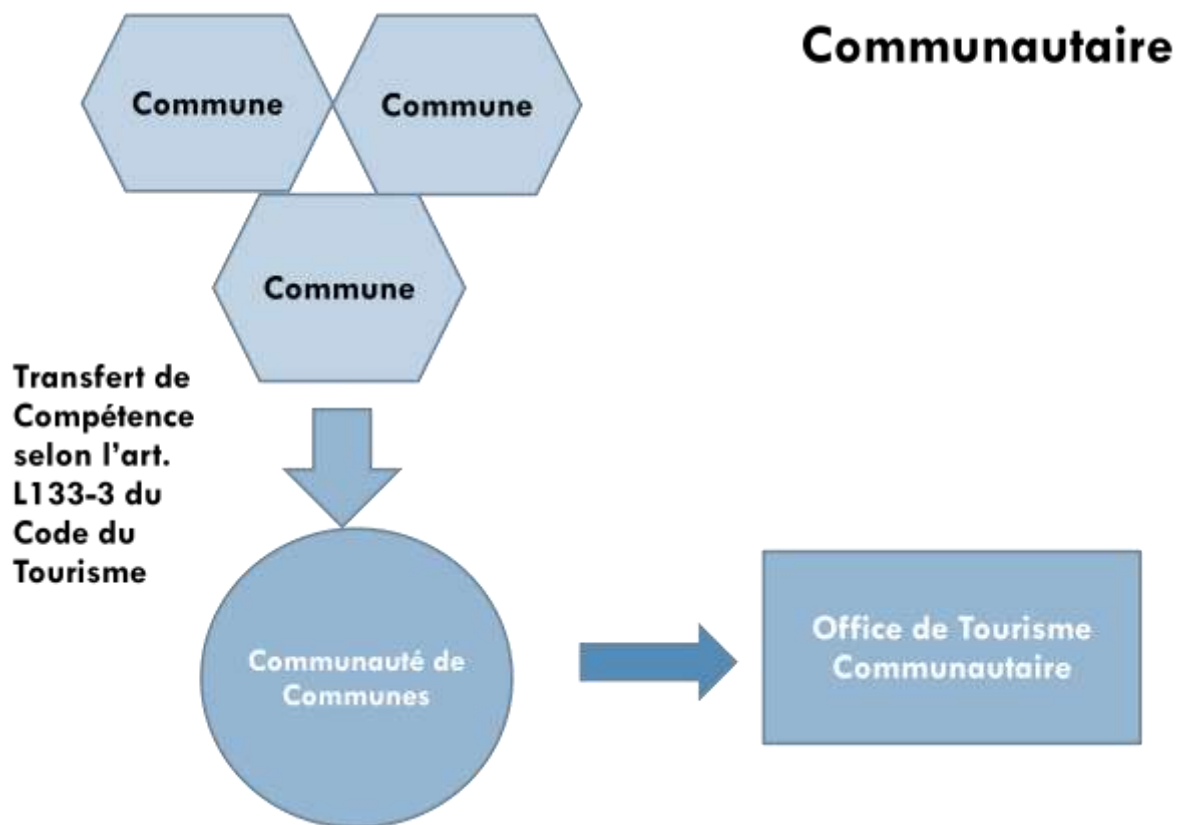 Communautaire
Commune
Commune
Commune
Transfert de
Compétence
selon l'art.
L133-3 du
Code du
Tourisme
Communauté de
Communes
Office de Tourisme
Communautaire